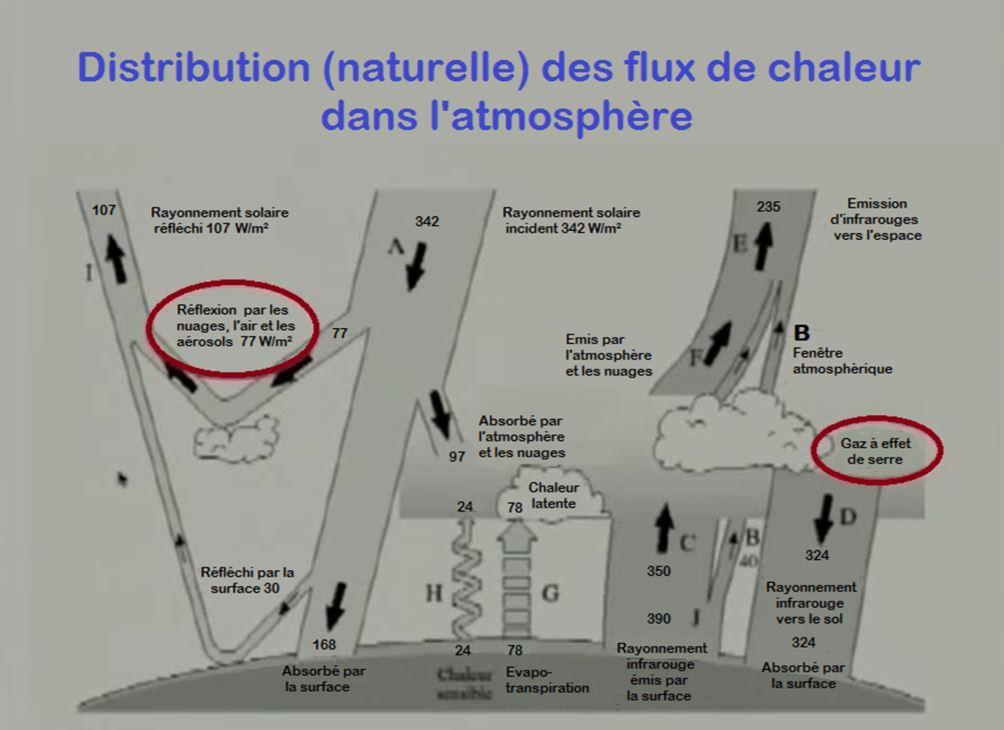 Distribution (naturelle) des flux de chaleur
dans l'atmosphère
107
Rayonnement solaire
réfléchi 107 W/m²
342
Rayonnement solaire
incident 342 W/m²
235
Emission
d'infrarouges
vers l'espace
I
A
E
Réflexion par les
nuages, l'air et les
aérosols 77 W/m²
77
Emis par
l'atmosphère
et les nuages
F
B
Fenêtre
atmosphèrique
Absorbé par
l'atmosphère
et les nuages
97
Gaz à effet
de serre
Chaleur
latente
24
78
D
C
B
40
324
350
Réfléchi par la
surface 30
H
G
Rayonnement
infrarouge
vers le sol
390
J
168
24
78
324
Absorbé par
la surface
Chaleur
sensible
Evapo-
transpiration
Rayonnement
infrarouge
émis par
la surface
Absorbé par
la surface